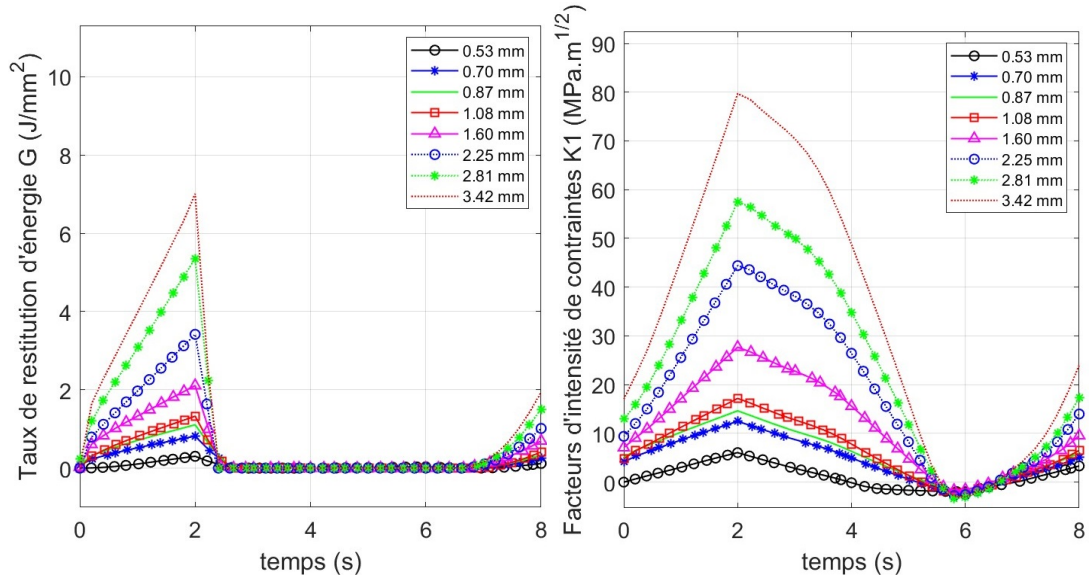 Taux de restitution d'énergie G (J/mm²)
10
8
6
4
2
0
0 2 4 6 8
temps (s)
0.53 mm
0.70 mm
0.87 mm
1.08 mm
1.60 mm
2.25 mm
2.81 mm
3.42 mm
Facteurs d'intensité de contraintes K1 (MPa.m^1/2)
90
80
70
60
50
40
30
20
10
0
0 2 4 6 8
temps (s)
0.53 mm
0.70 mm
0.87 mm
1.08 mm
1.60 mm
2.25 mm
2.81 mm
3.42 mm